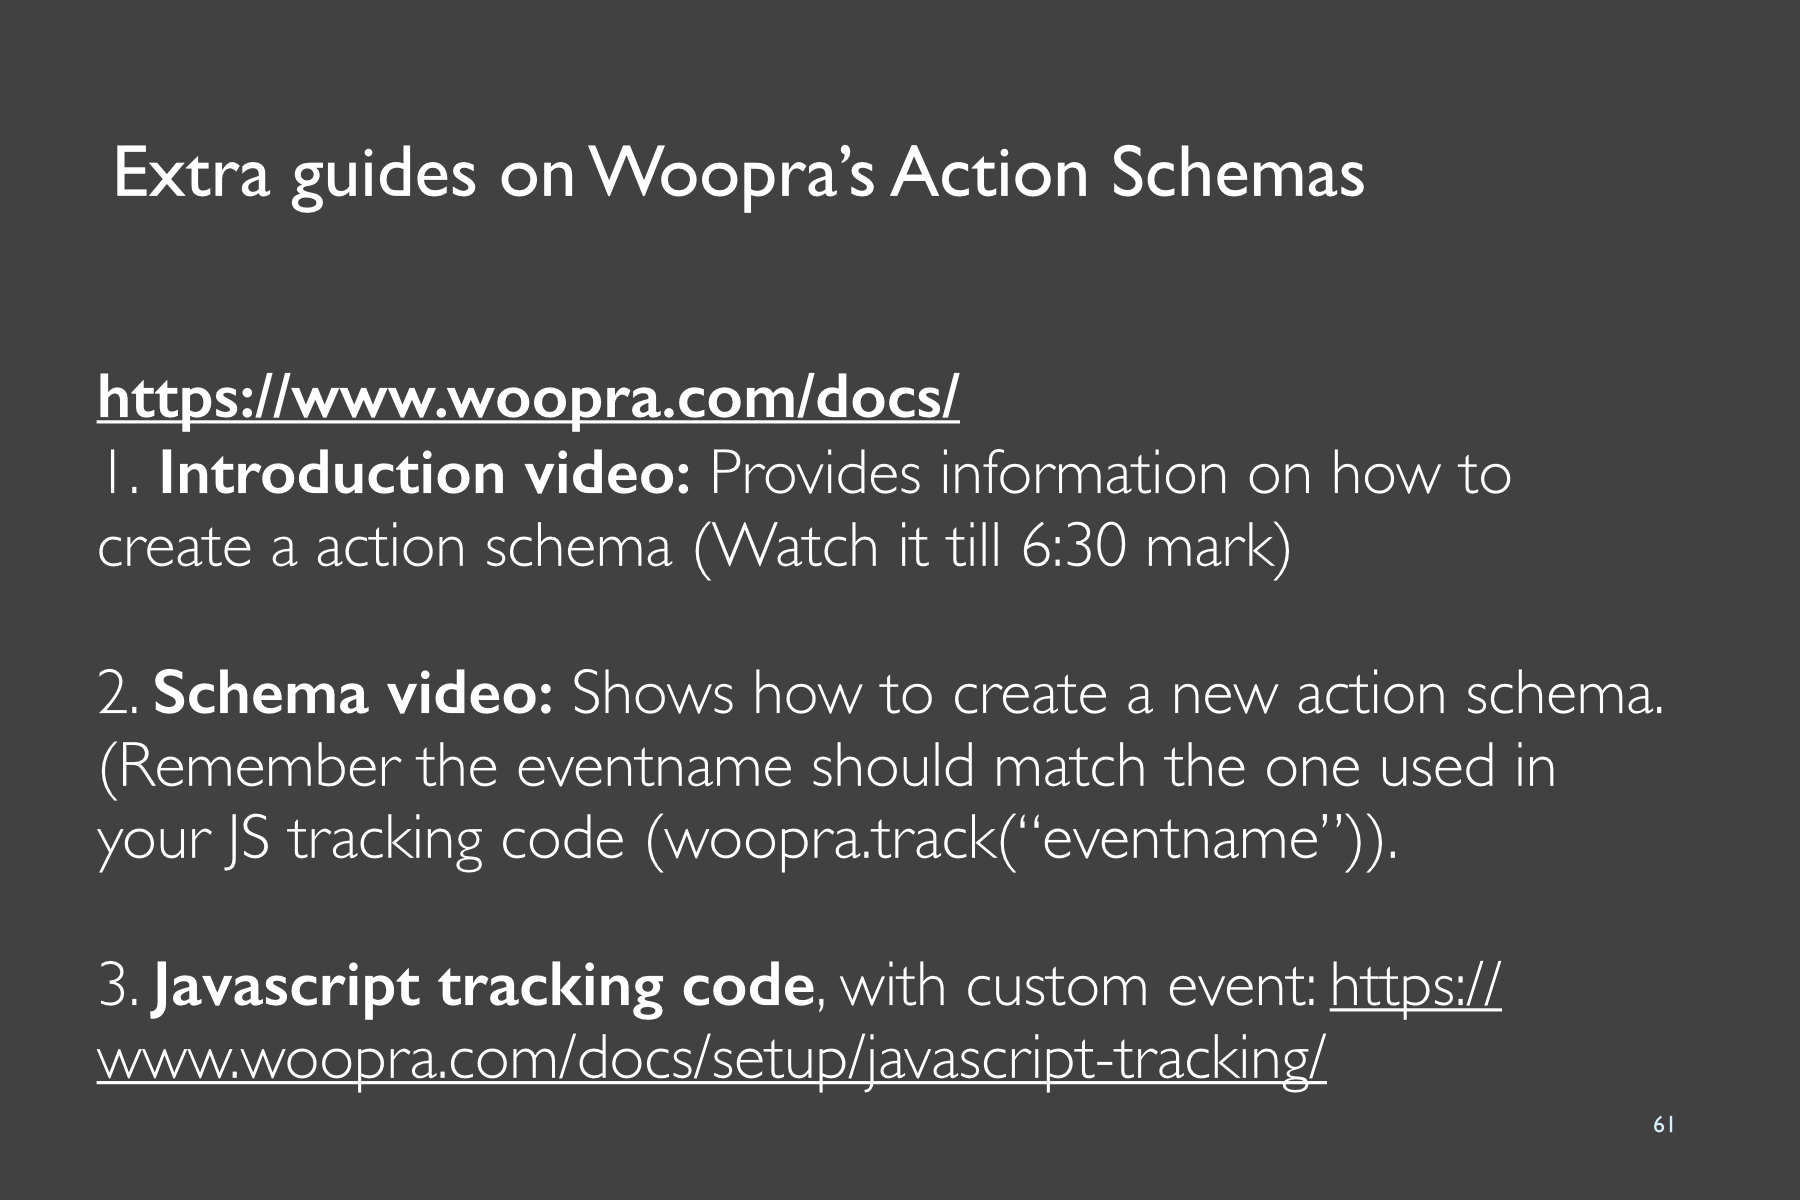 Extra guides on Woopra’s Action Schemas
https://www.woopra.com/docs/
1. Introduction video: Provides information on how to
create a action schema (Watch it till 6:30 mark)
2. Schema video: Shows how to create a new action schema.
(Remember the eventname should match the one used in
your JS tracking code (woopra.track(“eventname”)).
3. Javascript tracking code, with custom event: https://
www.woopra.com/docs/setup/javascript-tracking/
61